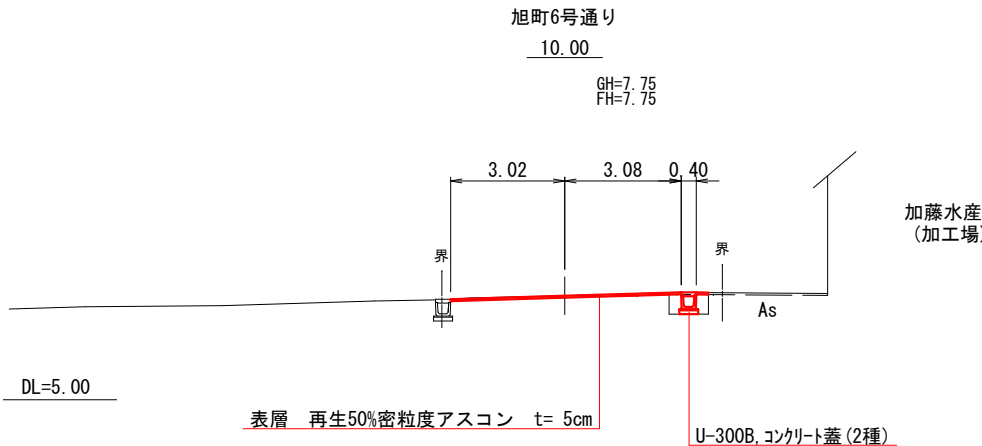 旭町6号通り
10.00
GH=7.75
FH=7.75
3.02
3.08
0.40
加藤水産
(加工場)
界
界
As
DL=5.00
表層 再生50%密粒度アスコン t= 5cm
U-300B,コンクリート蓋(2種)